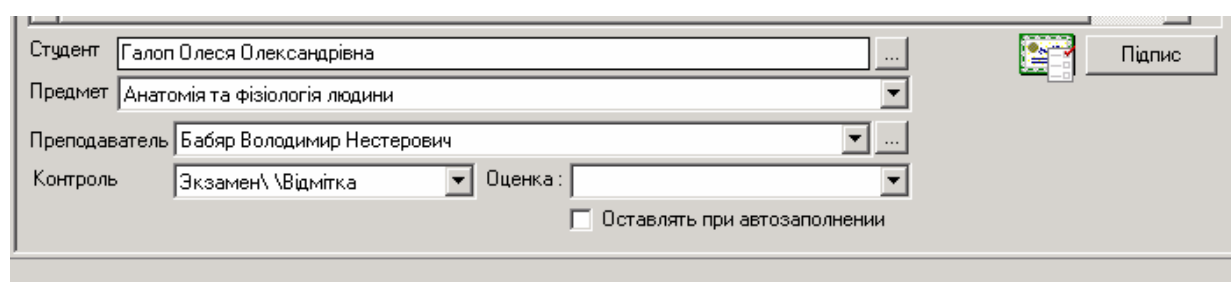 Студент Галоп Олеся Олександрівна ... Підпис
Предмет Анатомія та фізіологія людини
Преподаватель Бабяр Володимир Нестерович ...
Контроль Экзамен\ \Відмітка Оценка :
Оставлять при автозаполнении